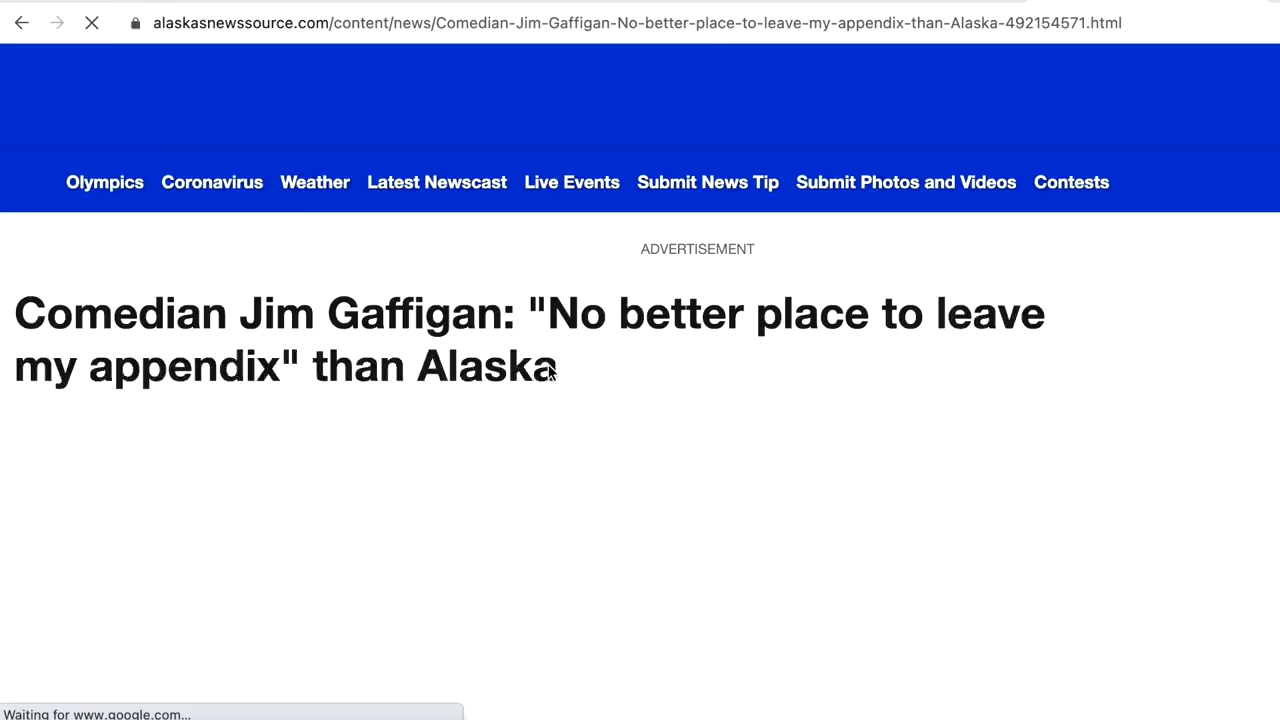 alaskasnewssource.com/content/news/Comedian-Jim-Gaffigan-No-better-place-to-leave-my-appendix-than-Alaska-492154571.html
Olympics Coronavirus Weather Latest Newscast Live Events Submit News Tip Submit Photos and Videos Contests
ADVERTISEMENT
Comedian Jim Gaffigan: "No better place to leave
my appendix" than Alaska
Waiting for www.google.com...